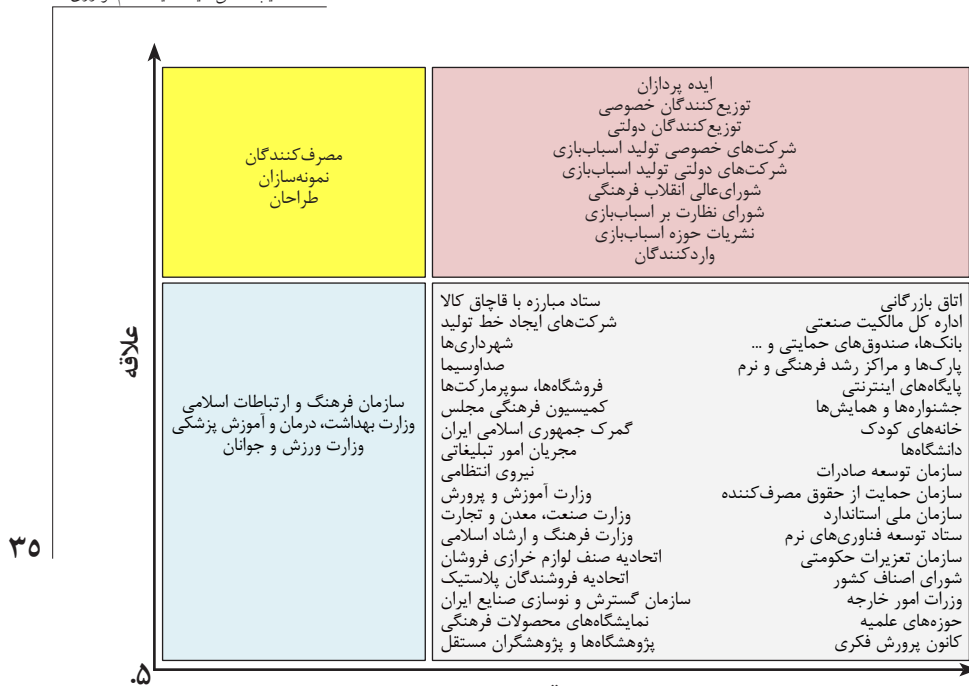 ایده پردازان
توزیع‌کنندگان خصوصی
توزیع‌کنندگان دولتی
شرکت‌های خصوصی تولید اسباب‌بازی
شرکت‌های دولتی تولید اسباب‌بازی
شورای‌عالی انقلاب فرهنگی
شورای نظارت بر اسباب‌بازی
نشریات حوزه اسباب‌بازی
واردکنندگان
مصرف‌کنندگان
نمونه‌سازان
طراحان
علاقه
اتاق بازرگانی
اداره کل مالکیت صنعتی
بانک‌ها، صندوق‌های حمایتی و ...
پارک‌ها و مراکز رشد فرهنگی و نرم
پایگاه‌های اینترنتی
جشنواره‌ها و همایش‌ها
خانه‌های کودک
دانشگاه‌ها
سازمان توسعه صادرات
سازمان حمایت از حقوق مصرف‌کننده
سازمان ملی استاندارد
ستاد توسعه فناوری‌های نرم
سازمان تعزیرات حکومتی
شورای اصناف کشور
وزرات امور خارجه
حوزه‌های علمیه
کانون پرورش فکری
ستاد مبارزه با قاچاق کالا
شرکت‌های ایجاد خط تولید
شهرداری‌ها
صداوسیما
فروشگاه‌ها، سوپرمارکت‌ها
کمیسیون فرهنگی مجلس
گمرک جمهوری اسلامی ایران
مجریان امور تبلیغاتی
نیروی انتظامی
وزارت آموزش و پرورش
وزارت صنعت، معدن و تجارت
وزارت فرهنگ و ارشاد اسلامی
اتحادیه صنف لوازم خرازی فروشان
اتحادیه فروشندگان پلاستیک
سازمان گسترش و نوسازی صنایع ایران
نمایشگاه‌های محصولات فرهنگی
پژوهشگاه‌ها و پژوهشگران مستقل
سازمان فرهنگ و ارتباطات اسلامی
وزارت بهداشت، درمان و آموزش پزشکی
وزارت ورزش و جوانان
۳۵
۰.۵